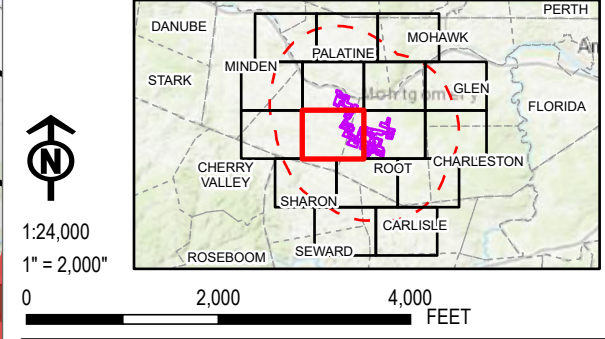 PERTH
DANUBE
MOHAWK
PALATINE
MINDEN
STARK
Montgomery
GLEN
FLORIDA
CHERRY
VALLEY
ROOT
CHARLESTON
SHARON
CARLISLE
SEWARD
ROSEBOOM
N
1:24,000
1" = 2,000"
0 2,000 4,000
FEET